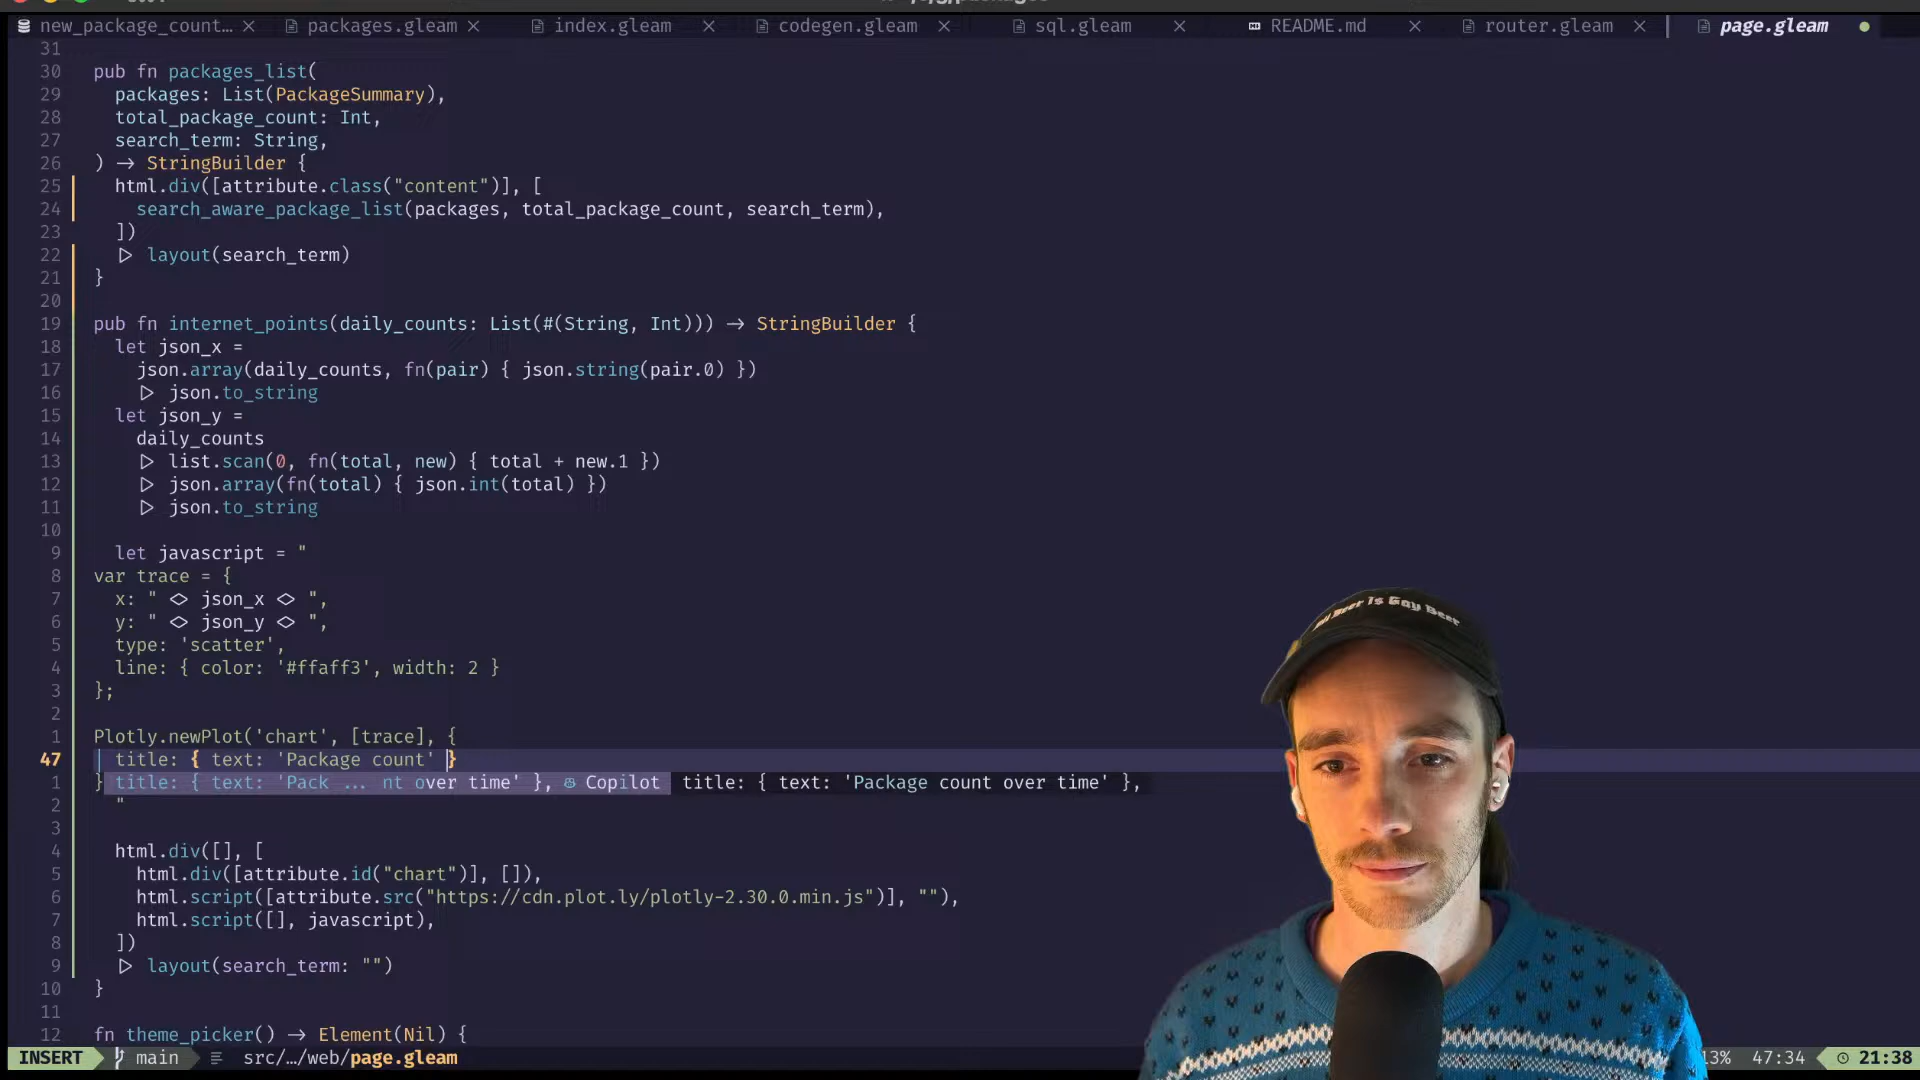 new_package_count… × packages.gleam × index.gleam × codegen.gleam × sql.gleam × README.md × router.gleam × page.gleam ●
31
30 pub fn packages_list(
29 packages: List(PackageSummary),
28 total_package_count: Int,
27 search_term: String,
26 ) → StringBuilder {
25 html.div([attribute.class("content")], [
24 search_aware_package_list(packages, total_package_count, search_term),
23 ])
22 ▷ layout(search_term)
21 }
20
19 pub fn internet_points(daily_counts: List(#(String, Int))) → StringBuilder {
18 let json_x =
17 json.array(daily_counts, fn(pair) { json.string(pair.0) })
16 ▷ json.to_string
15 let json_y =
14 daily_counts
13 ▷ list.scan(0, fn(total, new) { total + new.1 })
12 ▷ json.array(fn(total) { json.int(total) })
11 ▷ json.to_string
10
9 let javascript = "
8 var trace = {
7 x: " <> json_x <> ",
6 y: " <> json_y <> ",
5 type: 'scatter',
4 line: { color: '#ffaff3', width: 2 }
3 };
2
1 Plotly.newPlot('chart', [trace], {
47 title: { text: 'Package count' }
1 } title: { text: 'Pack ... nt over time' }, Copilot title: { text: 'Package count over time' },
2 "
3
4 html.div([], [
5 html.div([attribute.id("chart")], []),
6 html.script([attribute.src("https://cdn.plot.ly/plotly-2.30.0.min.js")], ""),
7 html.script([], javascript),
8 ])
9 ▷ layout(search_term: "")
10 }
11
12 fn theme_picker() → Element(Nil) {
INSERT main src/…/web/page.gleam 13% 47:34 21:38
Beer Is Gay Beer